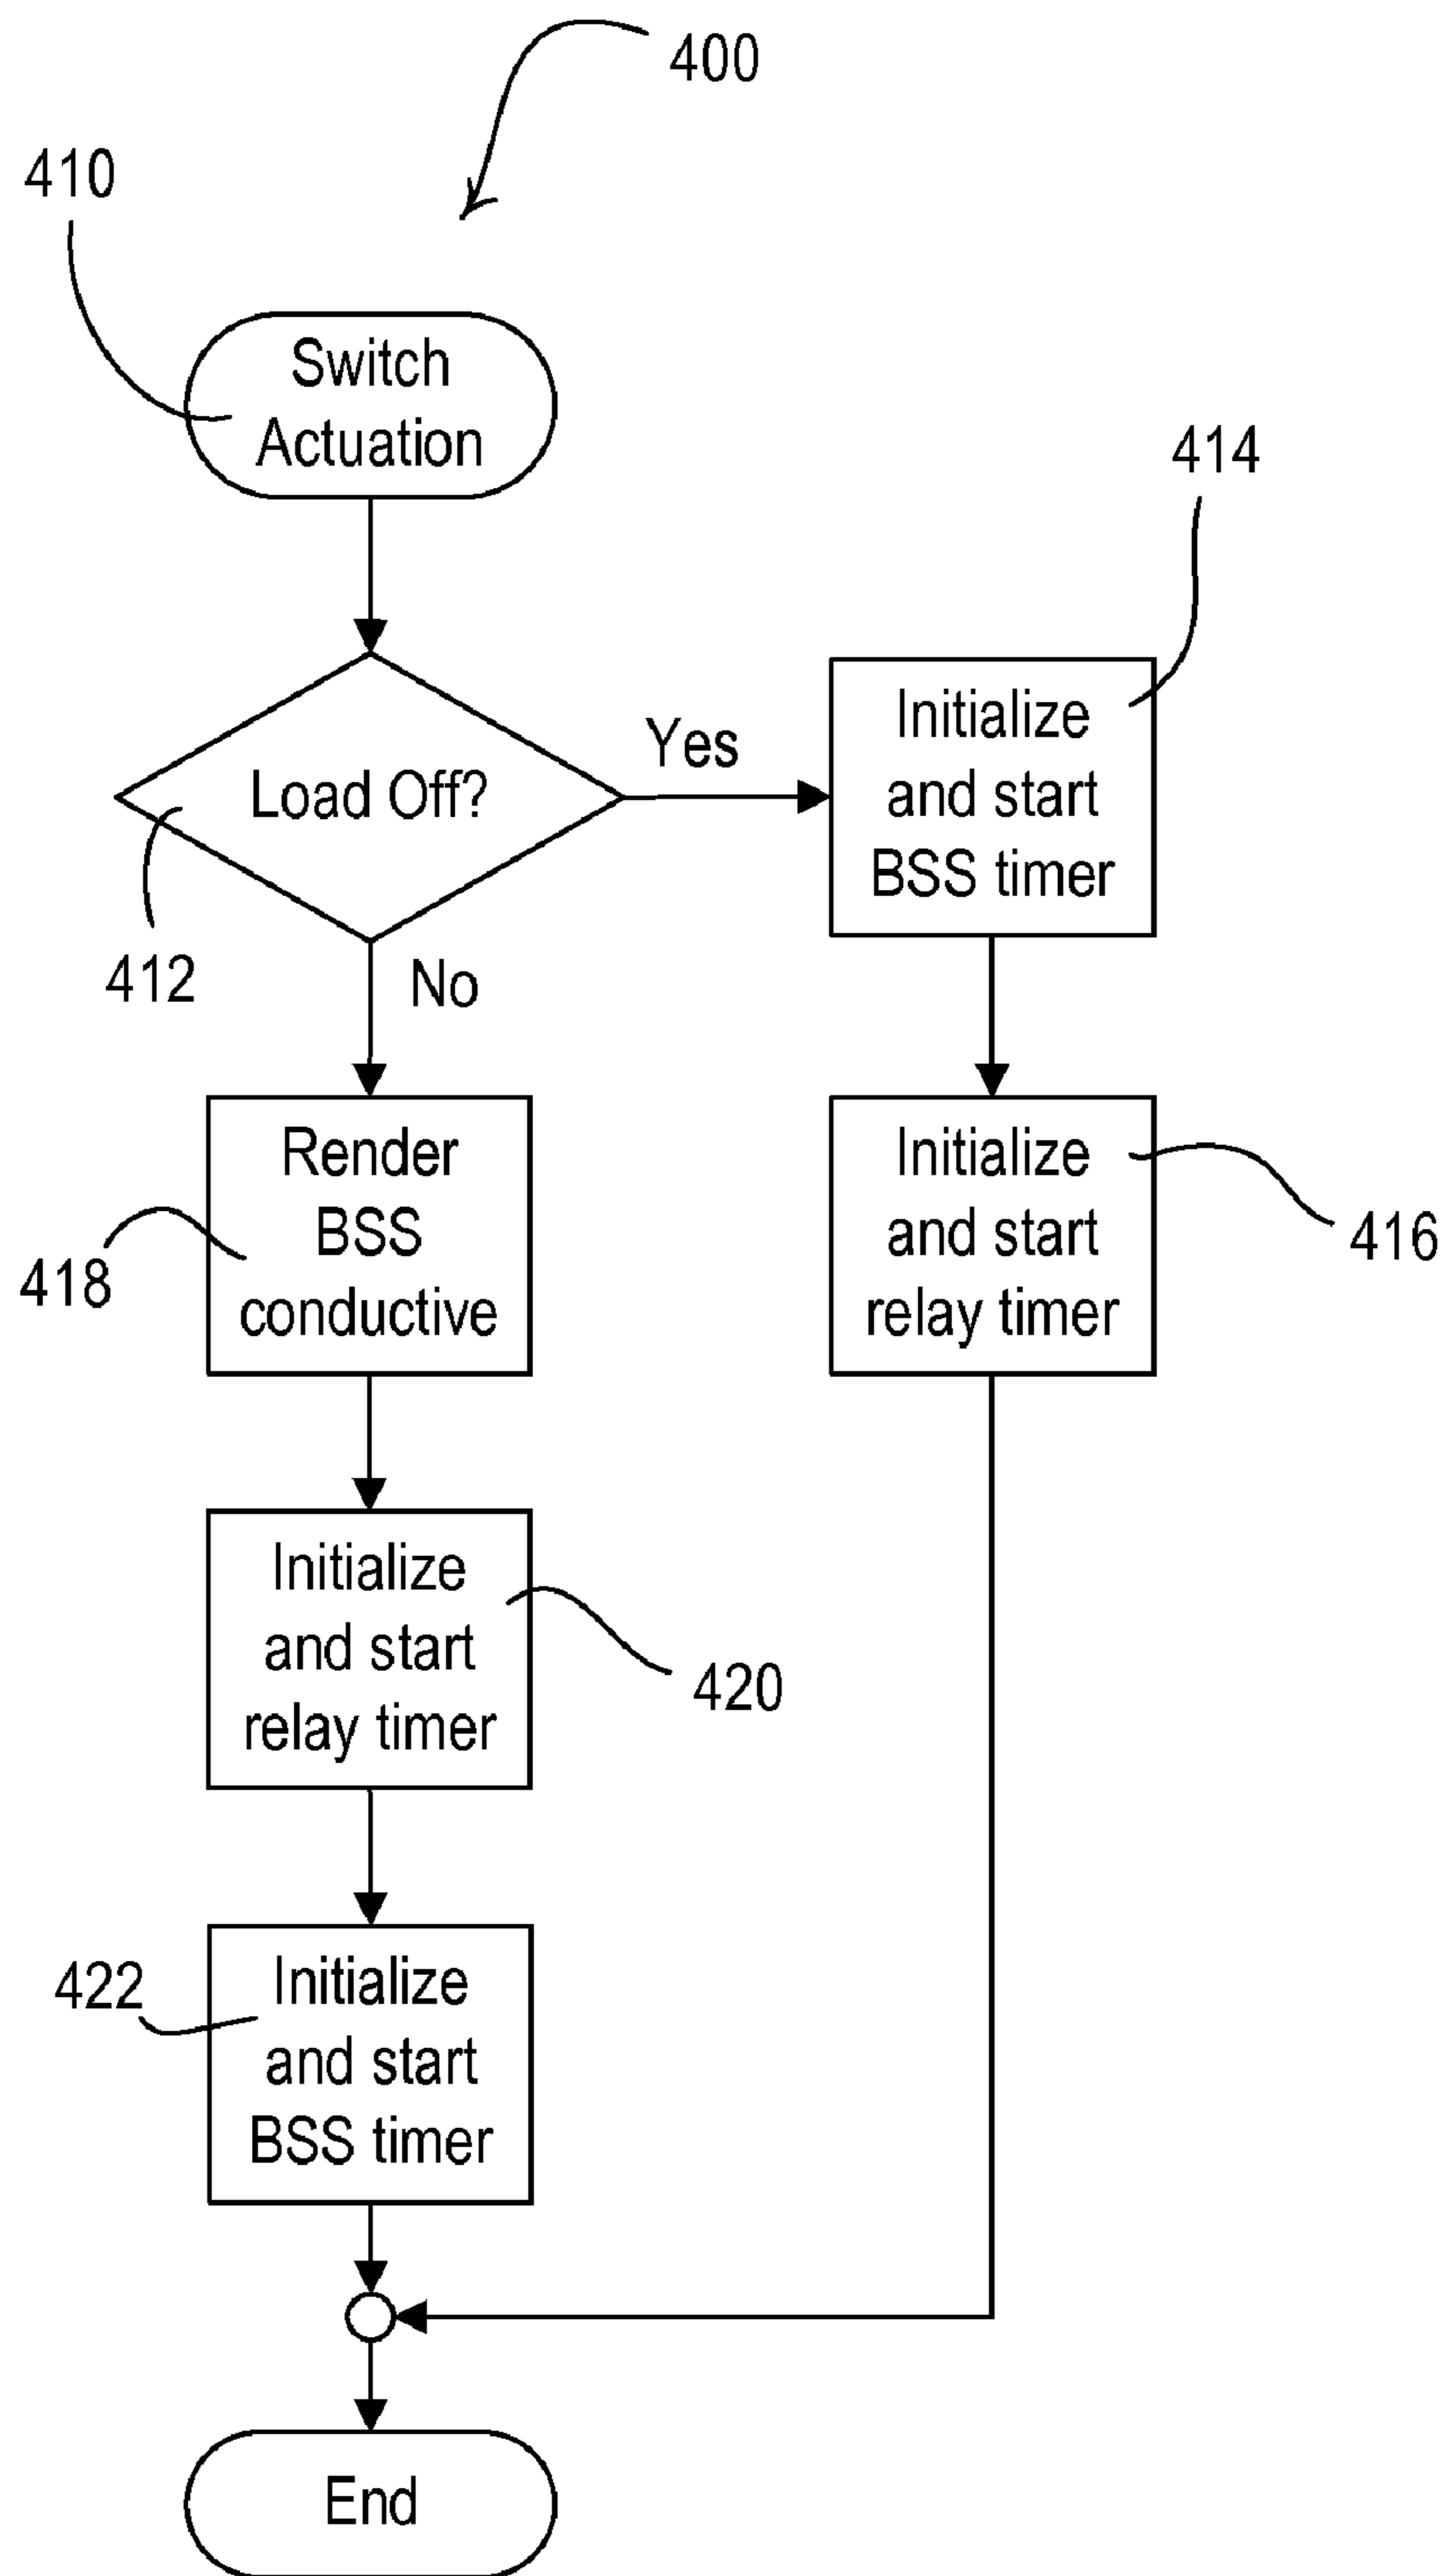 400
410
Switch
Actuation
414
Load Off?
Yes
Initialize
and start
BSS timer
412
No
Render
BSS
conductive
418
Initialize
and start
relay timer
416
Initialize
and start
relay timer
420
422
Initialize
and start
BSS timer
End